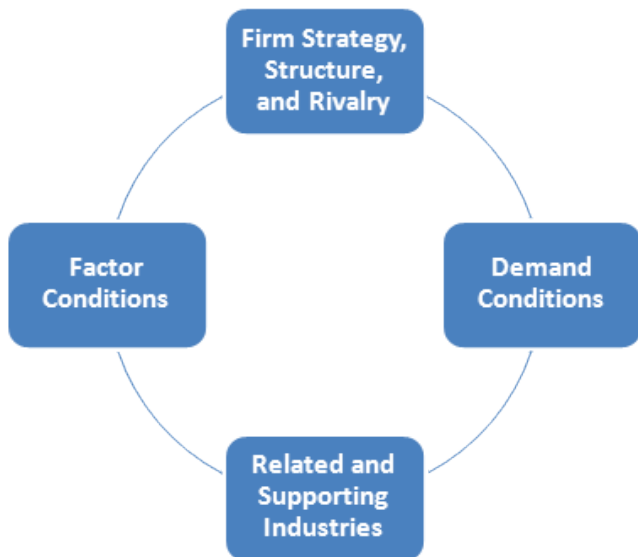 Firm Strategy,
Structure,
and Rivalry
Factor
Conditions
Demand
Conditions
Related and
Supporting
Industries